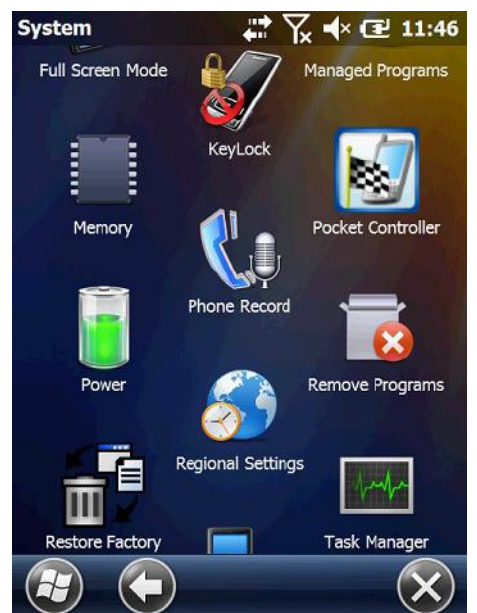 System 11:46
Full Screen Mode
Managed Programs
KeyLock
Memory
Pocket Controller
Phone Record
Power
Remove Programs
Regional Settings
Restore Factory
Task Manager